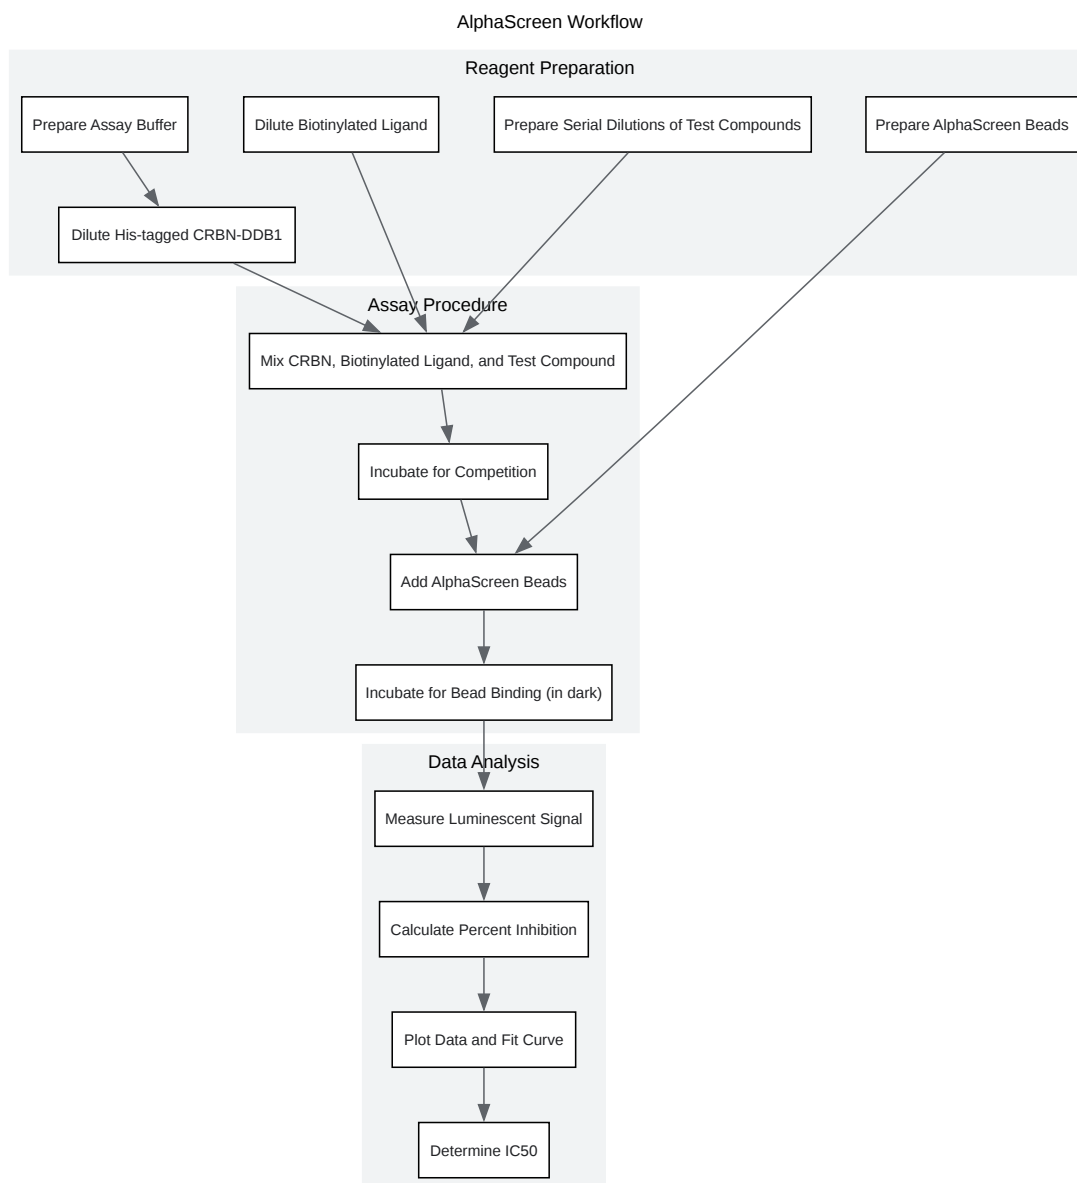 AlphaScreen Workflow
Reagent Preparation
Prepare Assay Buffer
Dilute Biotinylated Ligand
Prepare Serial Dilutions of Test Compounds
Prepare AlphaScreen Beads
Dilute His-tagged CRBN-DDB1
Assay Procedure
Mix CRBN, Biotinylated Ligand, and Test Compound
Incubate for Competition
Add AlphaScreen Beads
Incubate for Bead Binding (in dark)
Data Analysis
Measure Luminescent Signal
Calculate Percent Inhibition
Plot Data and Fit Curve
Determine IC50